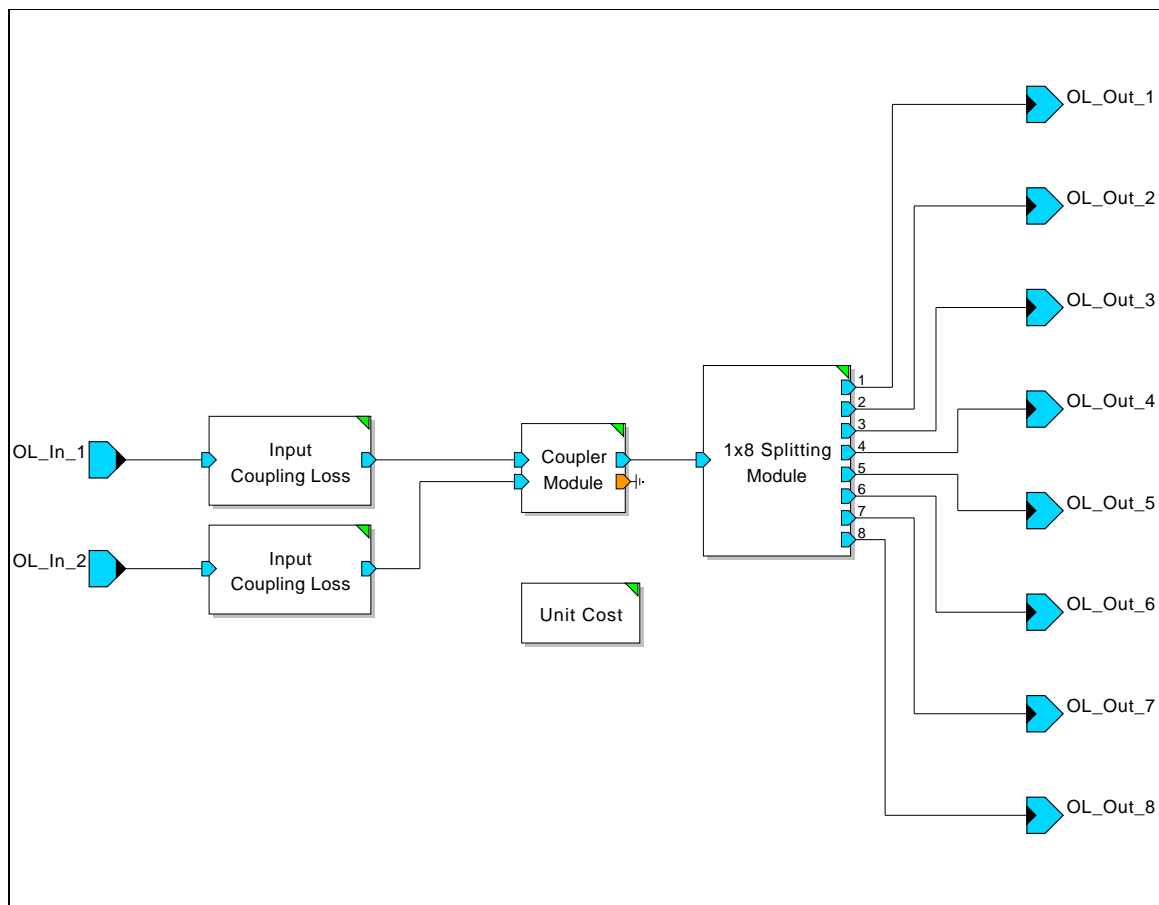 OL_Out_1
OL_Out_2
OL_Out_3
OL_Out_4
OL_Out_5
OL_Out_6
OL_Out_7
OL_Out_8
OL_In_1
Input
Coupling Loss
OL_In_2
Input
Coupling Loss
Coupler
Module
1x8 Splitting
Module
1
2
3
4
5
6
7
8
Unit Cost